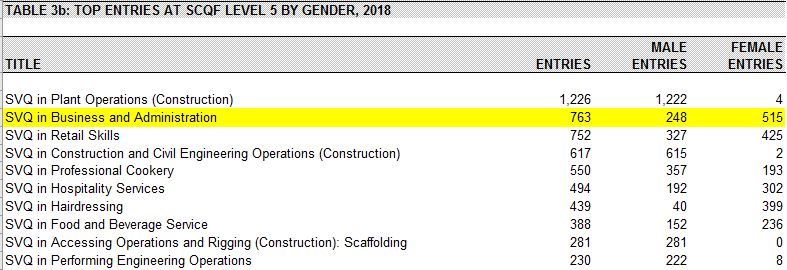 TABLE 3b: TOP ENTRIES AT SCQF LEVEL 5 BY GENDER, 2018
MALE FEMALE
TITLE ENTRIES ENTRIES ENTRIES
SVQ in Plant Operations (Construction) 1,226 1,222 4
SVQ in Business and Administration 763 248 515
SVQ in Retail Skills 752 327 425
SVQ in Construction and Civil Engineering Operations (Construction) 617 615 2
SVQ in Professional Cookery 550 357 193
SVQ in Hospitality Services 494 192 302
SVQ in Hairdressing 439 40 399
SVQ in Food and Beverage Service 388 152 236
SVQ in Accessing Operations and Rigging (Construction): Scaffolding 281 281 0
SVQ in Performing Engineering Operations 230 222 8